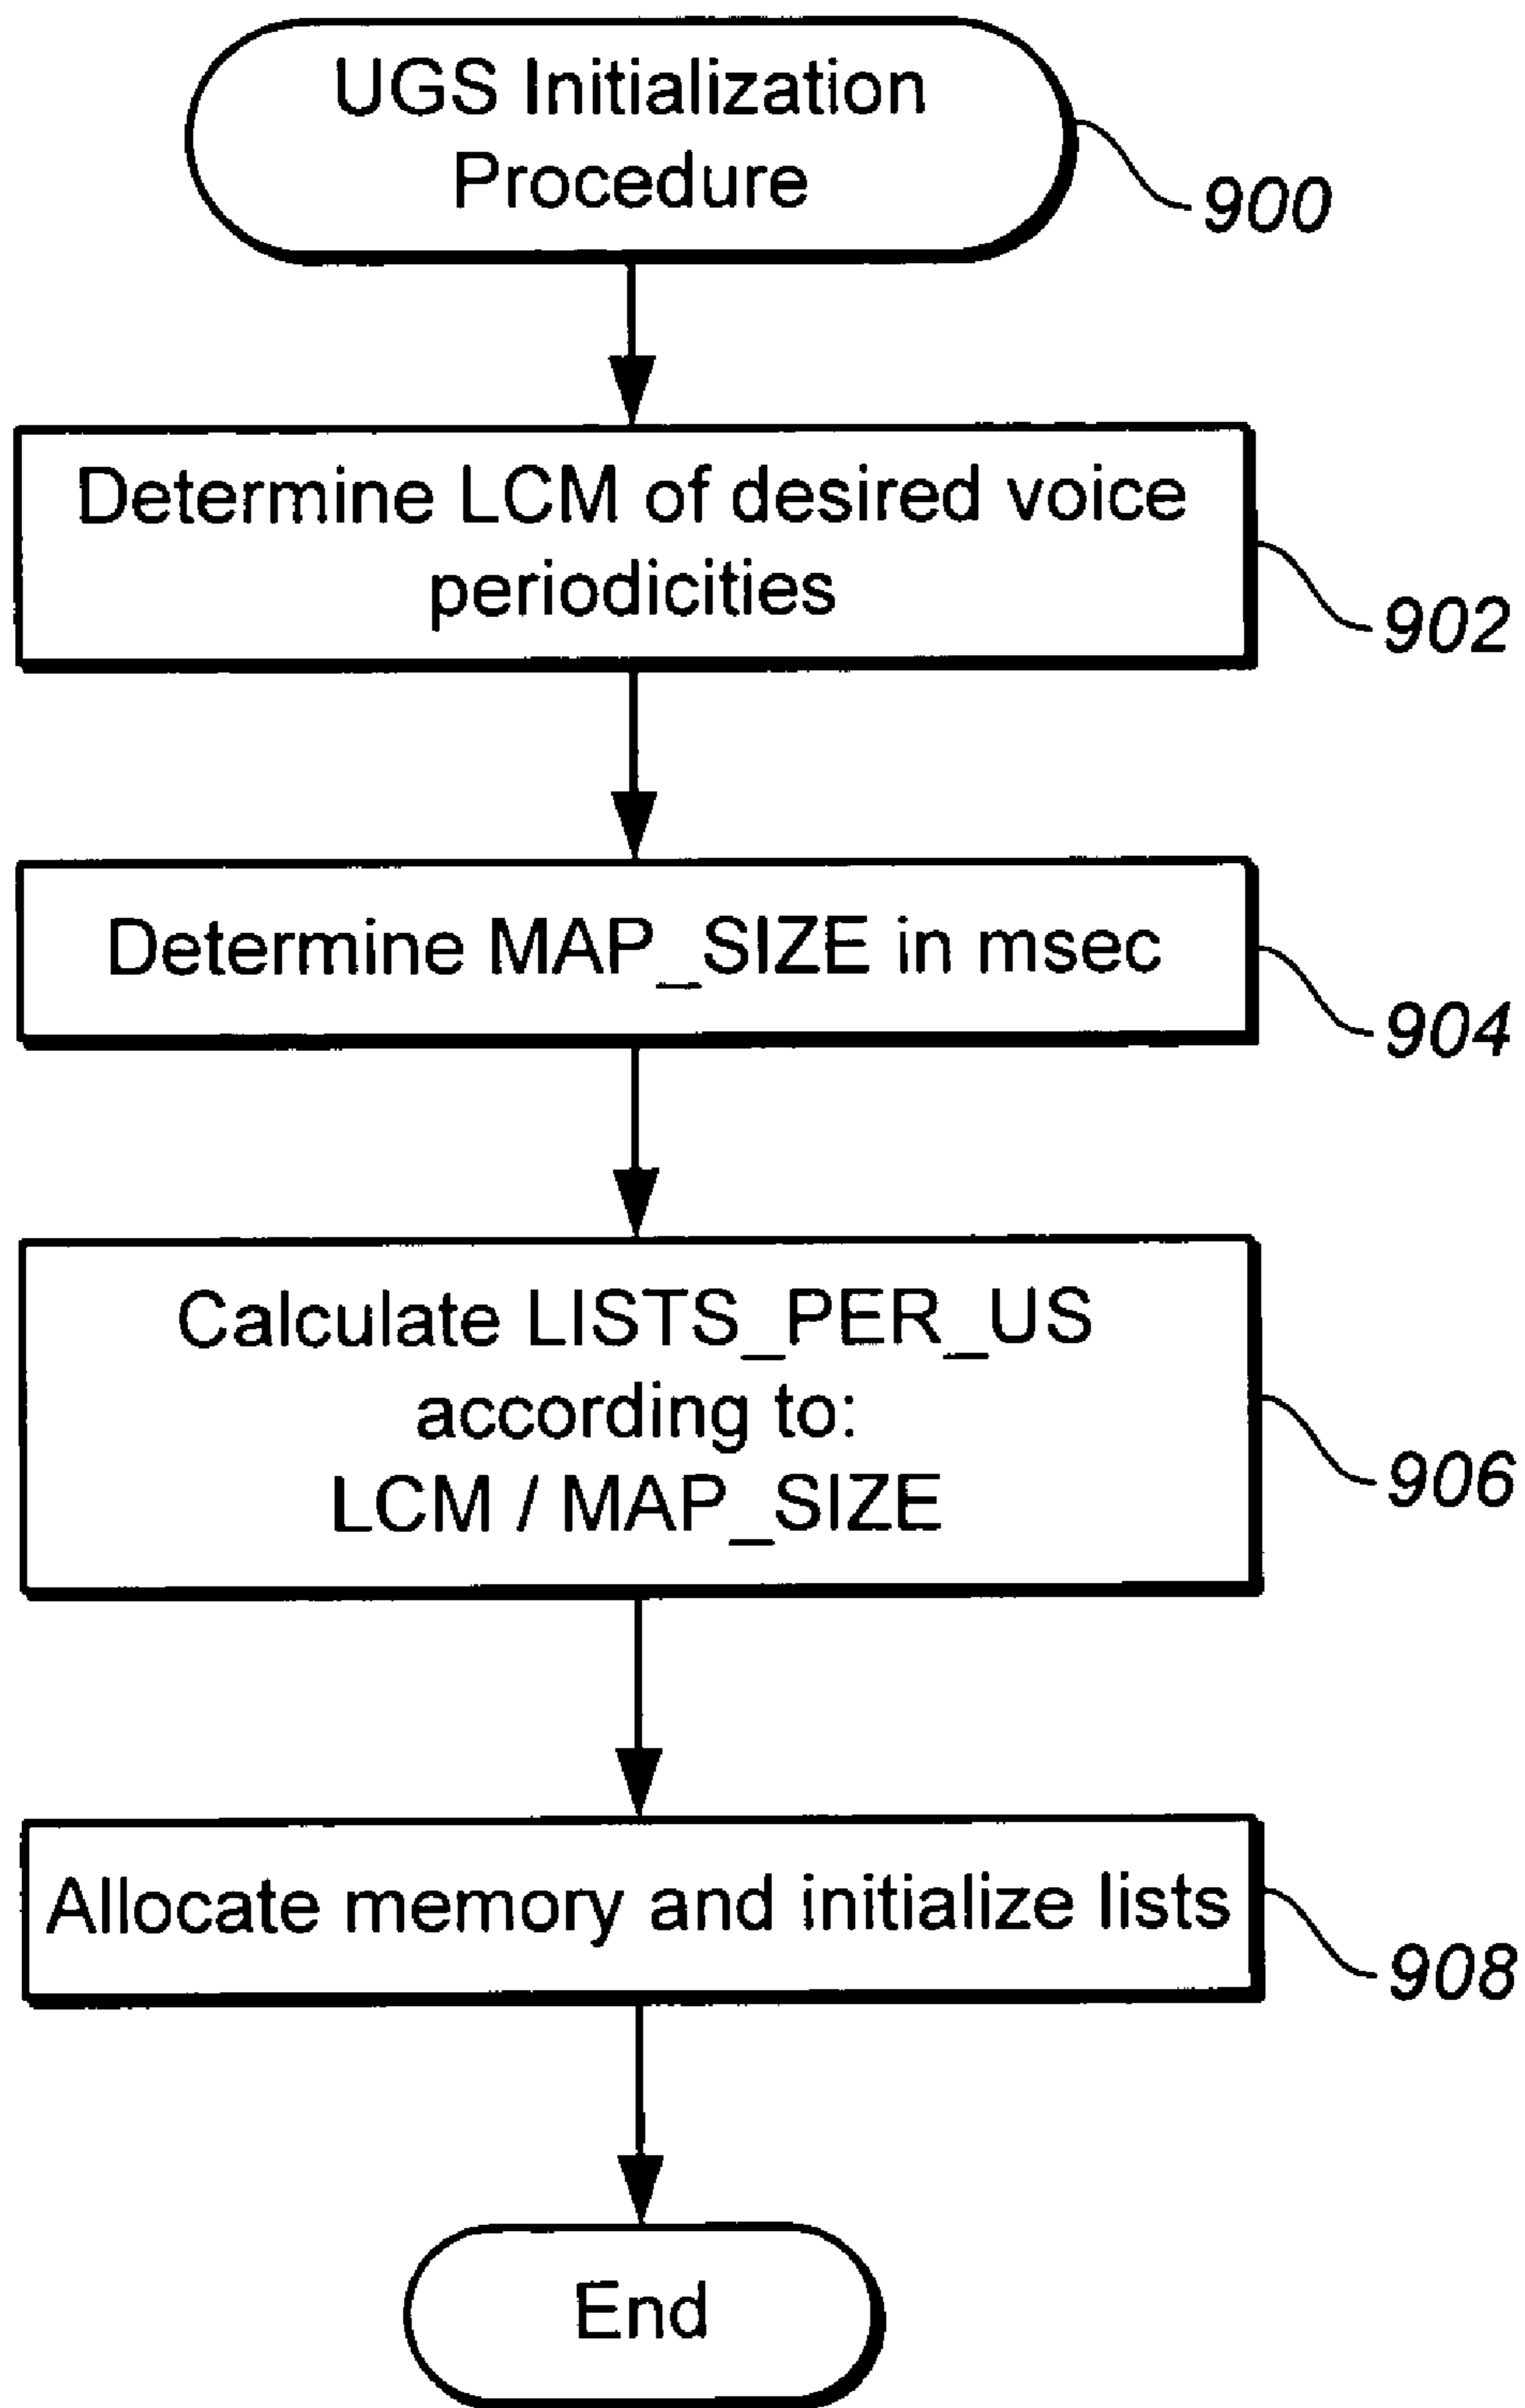 UGS Initialization
Procedure
900
Determine LCM of desired voice
periodicities
902
Determine MAP_SIZE in msec
904
Calculate LISTS_PER_US
according to:
LCM / MAP_SIZE
906
Allocate memory and initialize lists
908
End